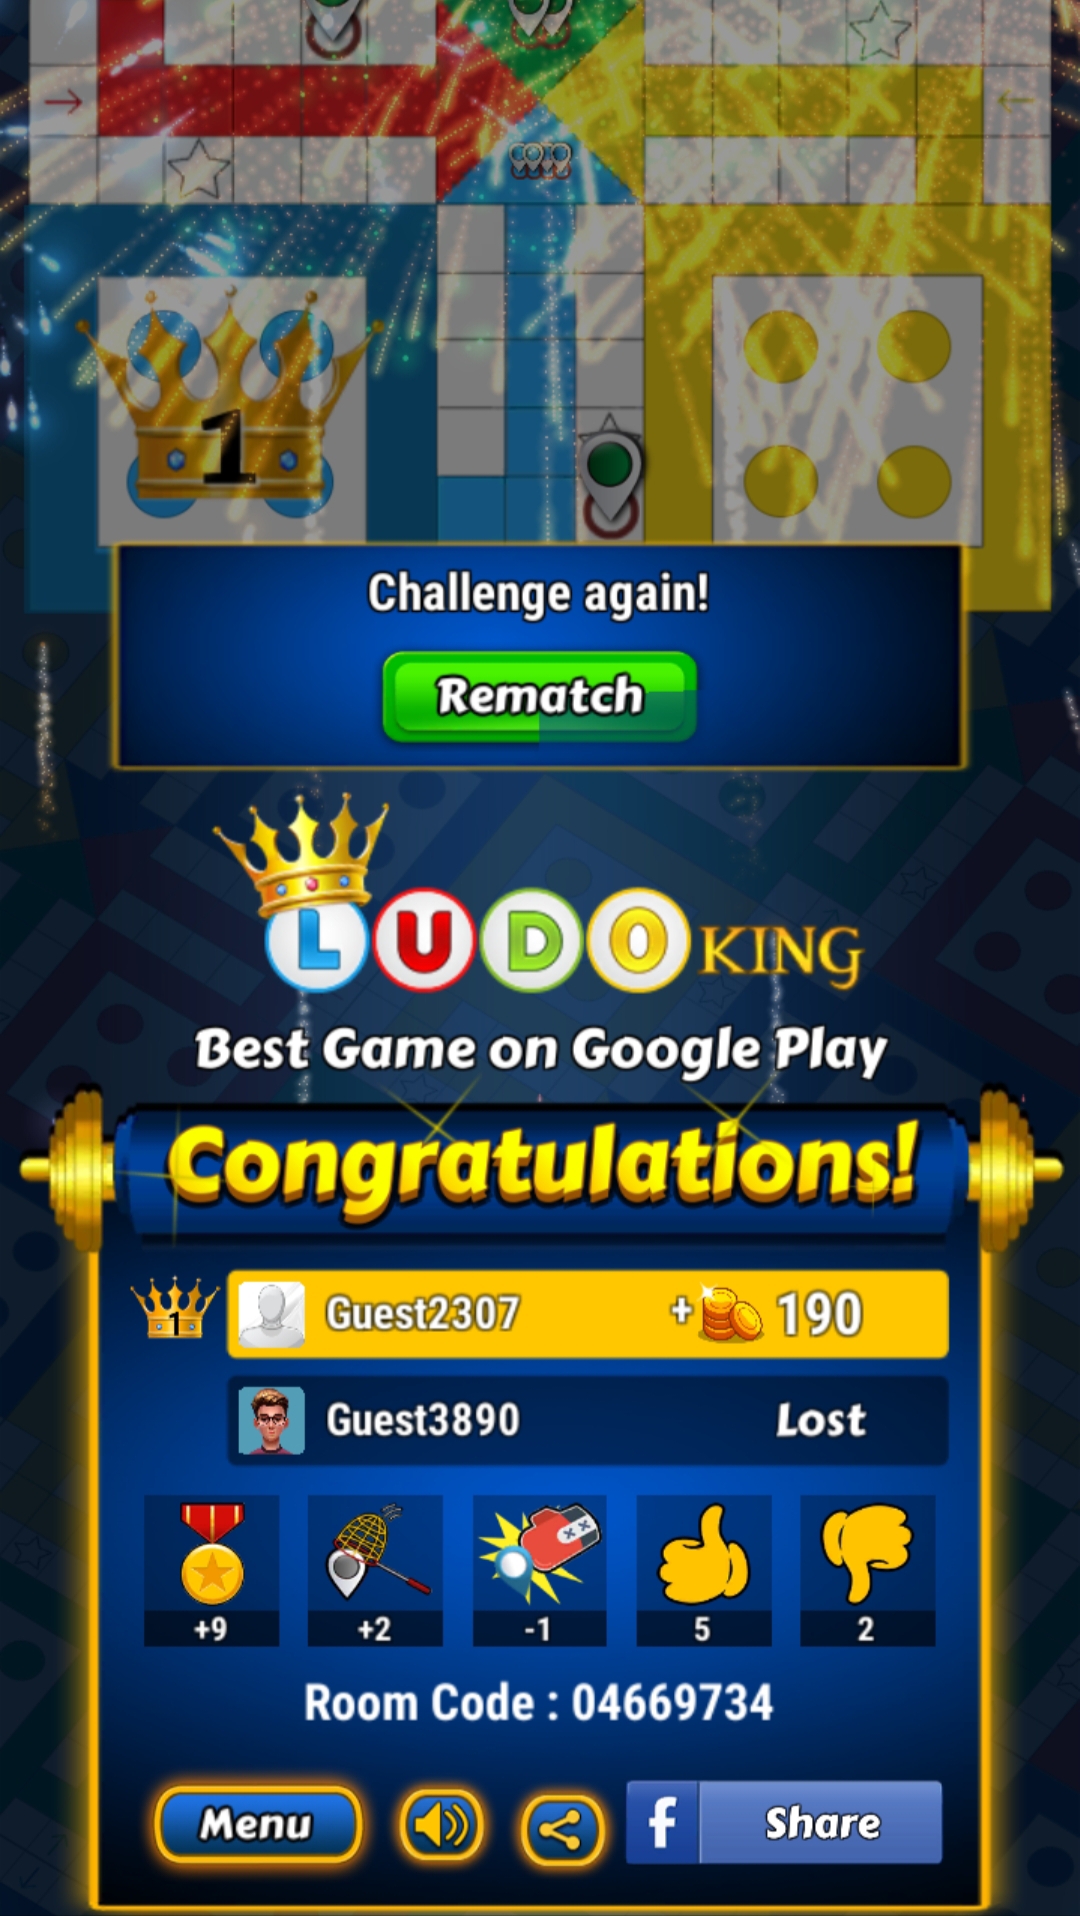 1
Challenge again!
Rematch
LUDO KING
Best Game on Google Play
Congratulations!
1 Guest2307 + 190
Guest3890 Lost
+9 +2 -1 5 2
Room Code : 04669734
Menu f Share